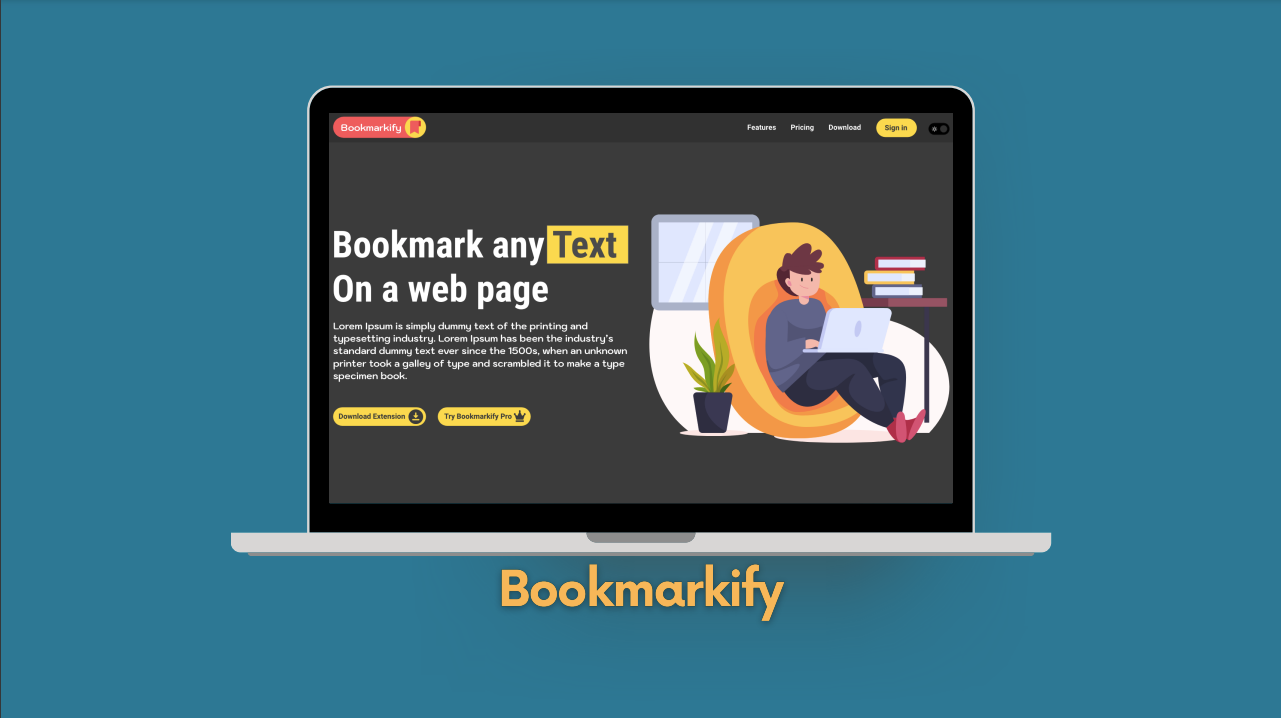 Bookmarkify
Features Pricing Download Sign in
Bookmark any Text
On a web page
Lorem Ipsum is simply dummy text of the printing and
typesetting industry. Lorem Ipsum has been the industry's
standard dummy text ever since the 1500s, when an unknown
printer took a galley of type and scrambled it to make a type
specimen book.
Download Extension Try Bookmarkify Pro
Bookmarkify